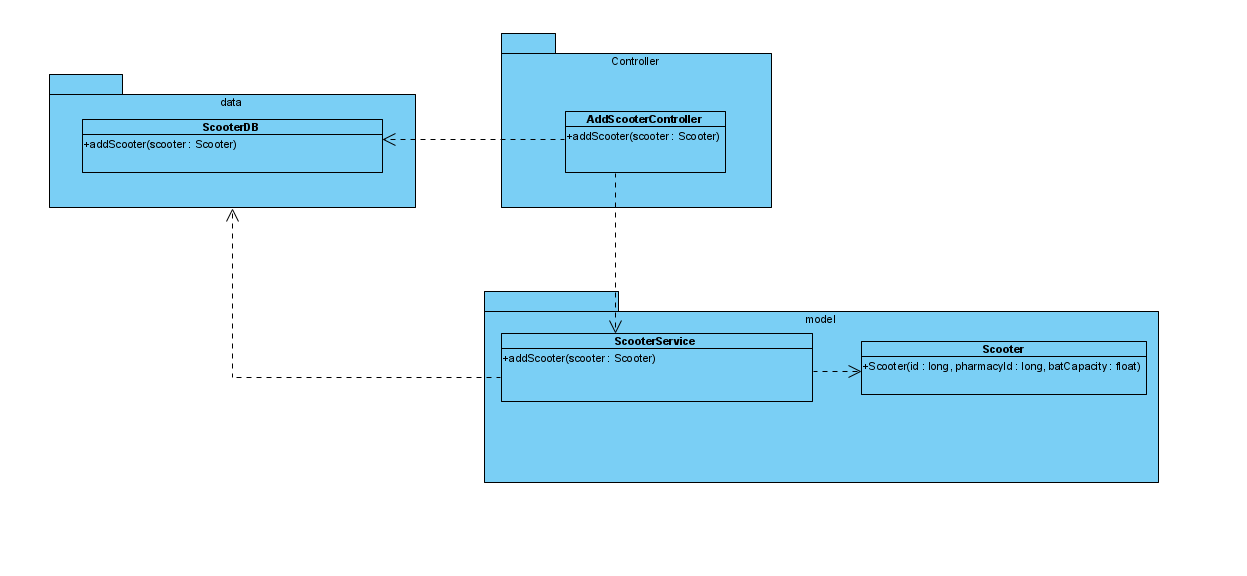 Controller
data
AddScooterController
+addScooter(scooter : Scooter)
ScooterDB
+addScooter(scooter : Scooter)
model
ScooterService
+addScooter(scooter : Scooter)
Scooter
+Scooter(id : long, pharmacyId : long, batCapacity : float)